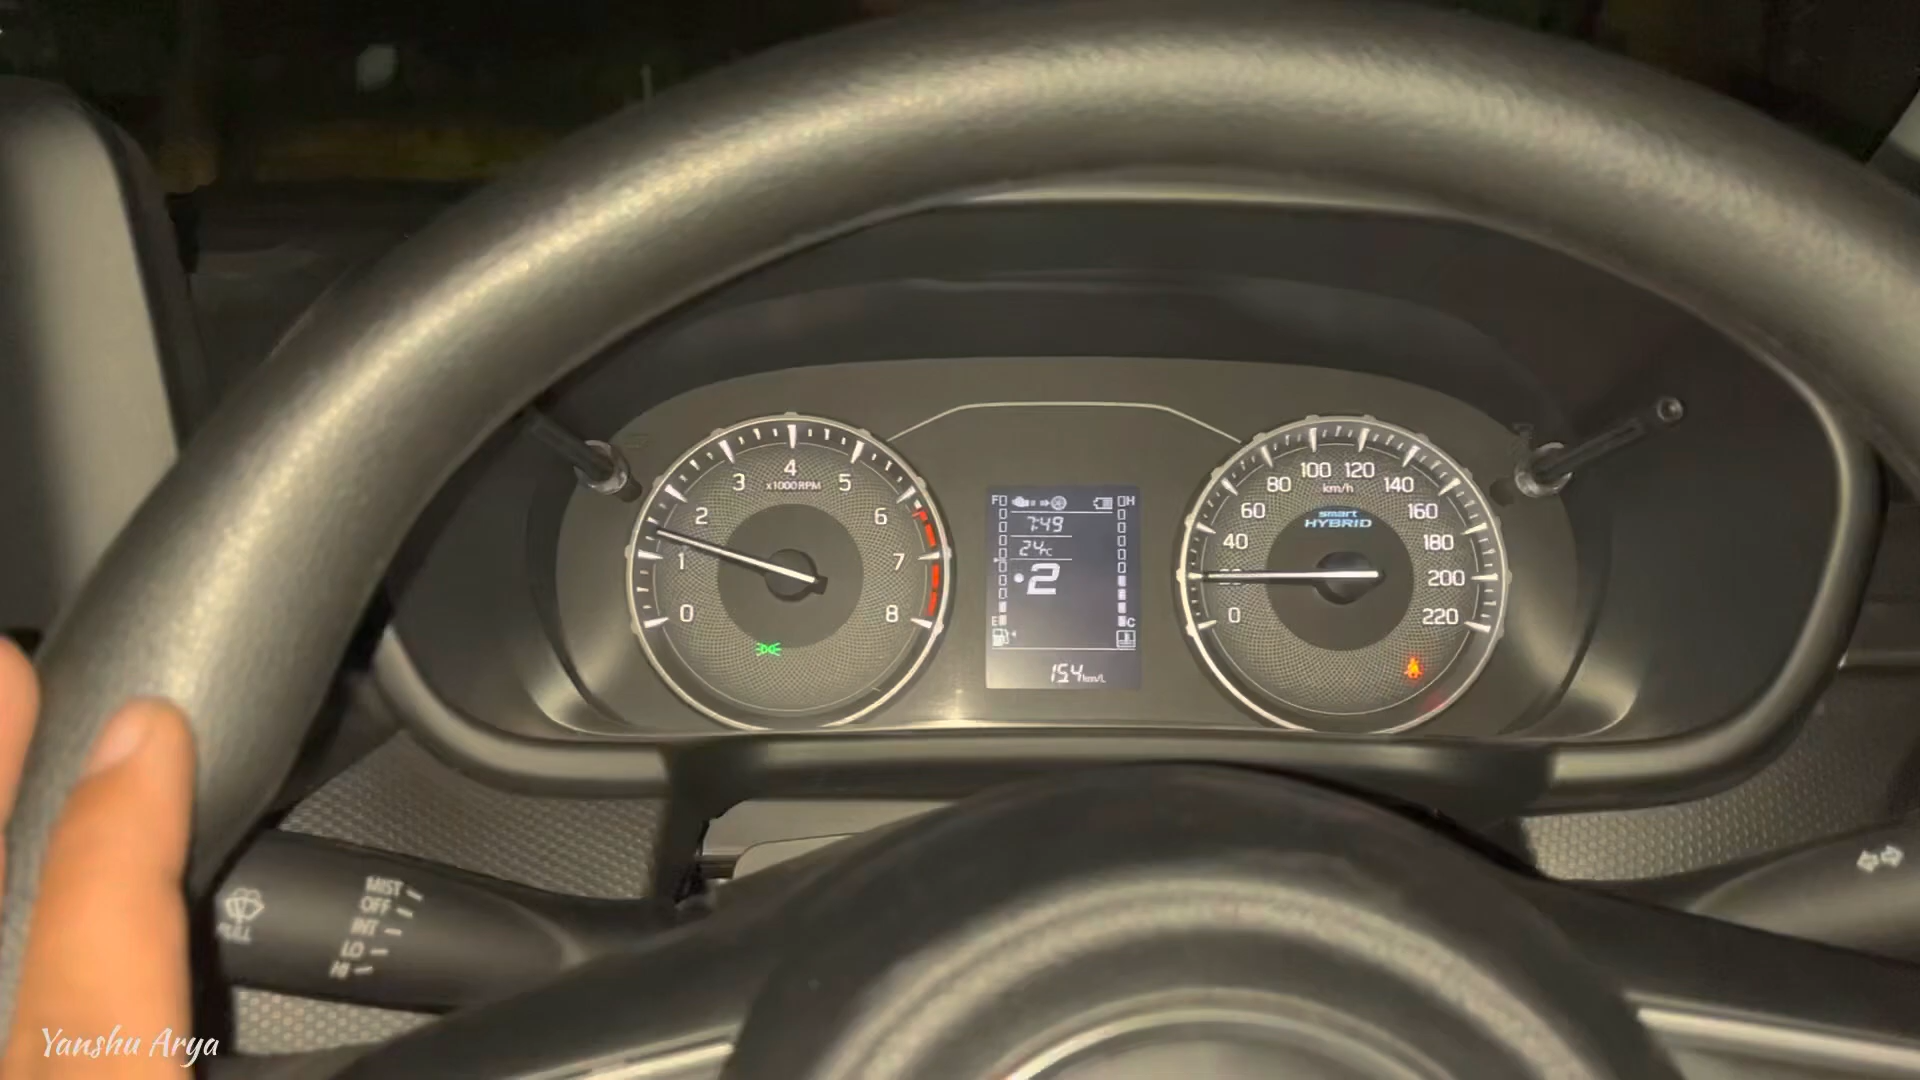 0 1 2 3 4 5 6 7 8
x1000RPM
F H
7:49
24°C
2
E C
15.4 km/L
0 20 40 60 80 100 120 140 160 180 200 220
km/h
smart
HYBRID
MIST
OFF
INT
LO
HI
PULL
Yanshu Arya